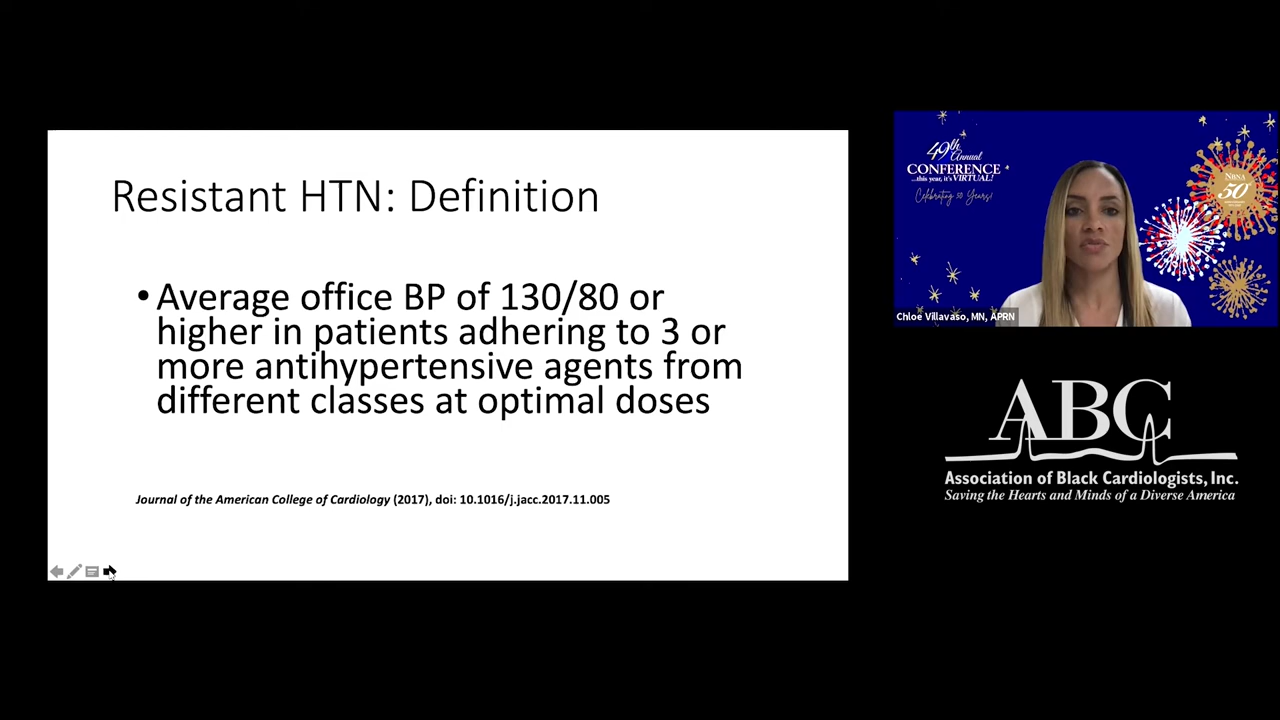 Resistant HTN: Definition
•Average office BP of 130/80 or
higher in patients adhering to 3 or
more antihypertensive agents from
different classes at optimal doses
Journal of the American College of Cardiology (2017), doi: 10.1016/j.jacc.2017.11.005
49th Annual
CONFERENCE
...this year, it's VIRTUAL!
Celebrating 50 Years!
NBNA
50
Chloe Villavaso, MN, APRN
ABC
Association of Black Cardiologists, Inc.
Saving the Hearts and Minds of a Diverse America